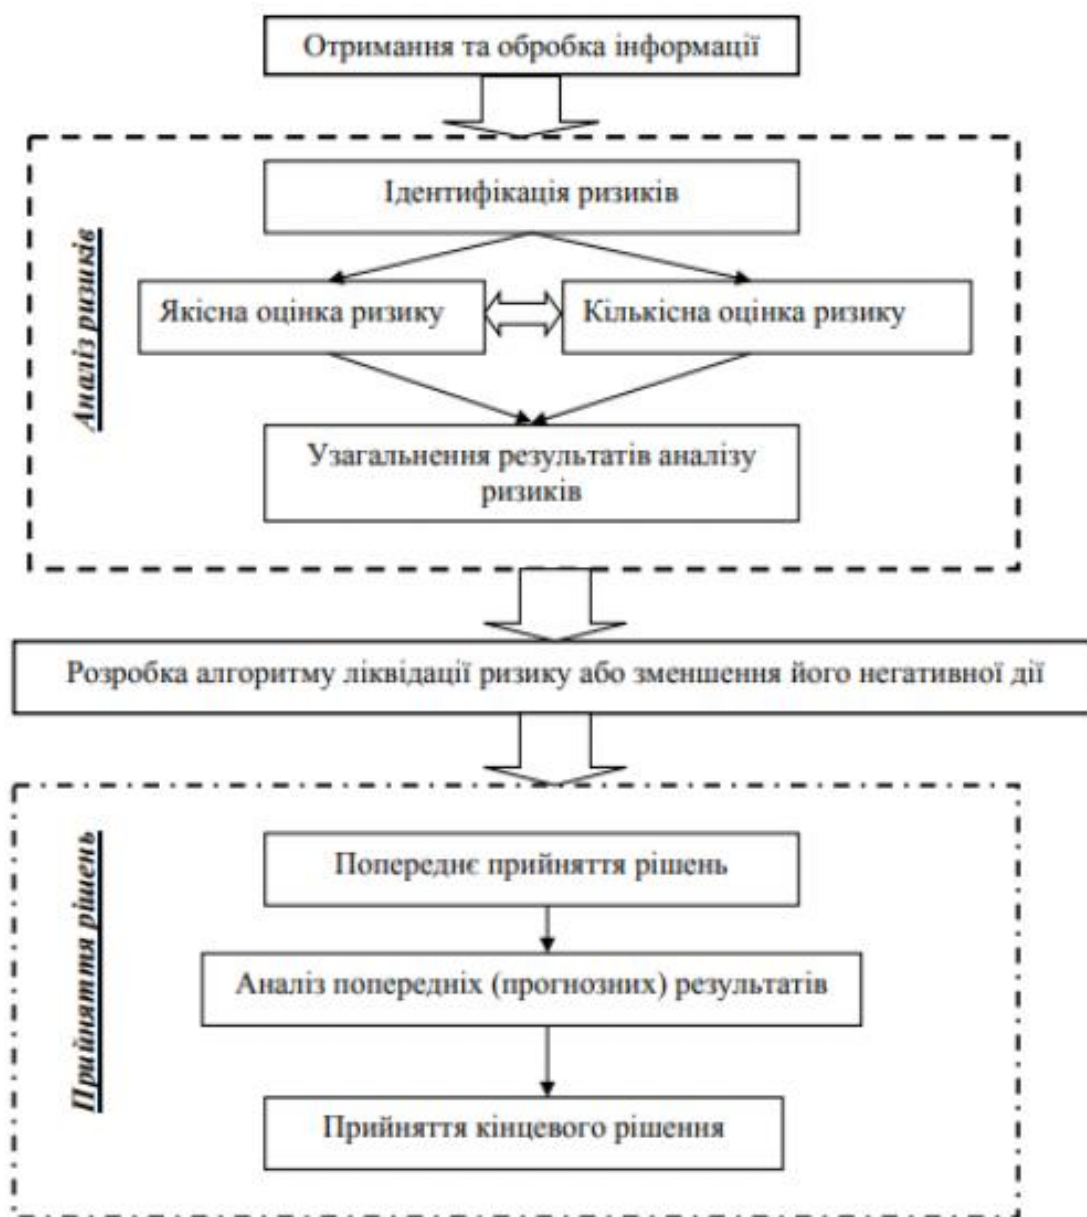 Отримання та обробка інформації
Аналіз ризиків
Ідентифікація ризиків
Якісна оцінка ризику
Кількісна оцінка ризику
Узагальнення результатів аналізу
ризиків
Розробка алгоритму ліквідації ризику або зменшення його негативної дії
Прийняття рішень
Попереднє прийняття рішень
Аналіз попередніх (прогнозних) результатів
Прийняття кінцевого рішення